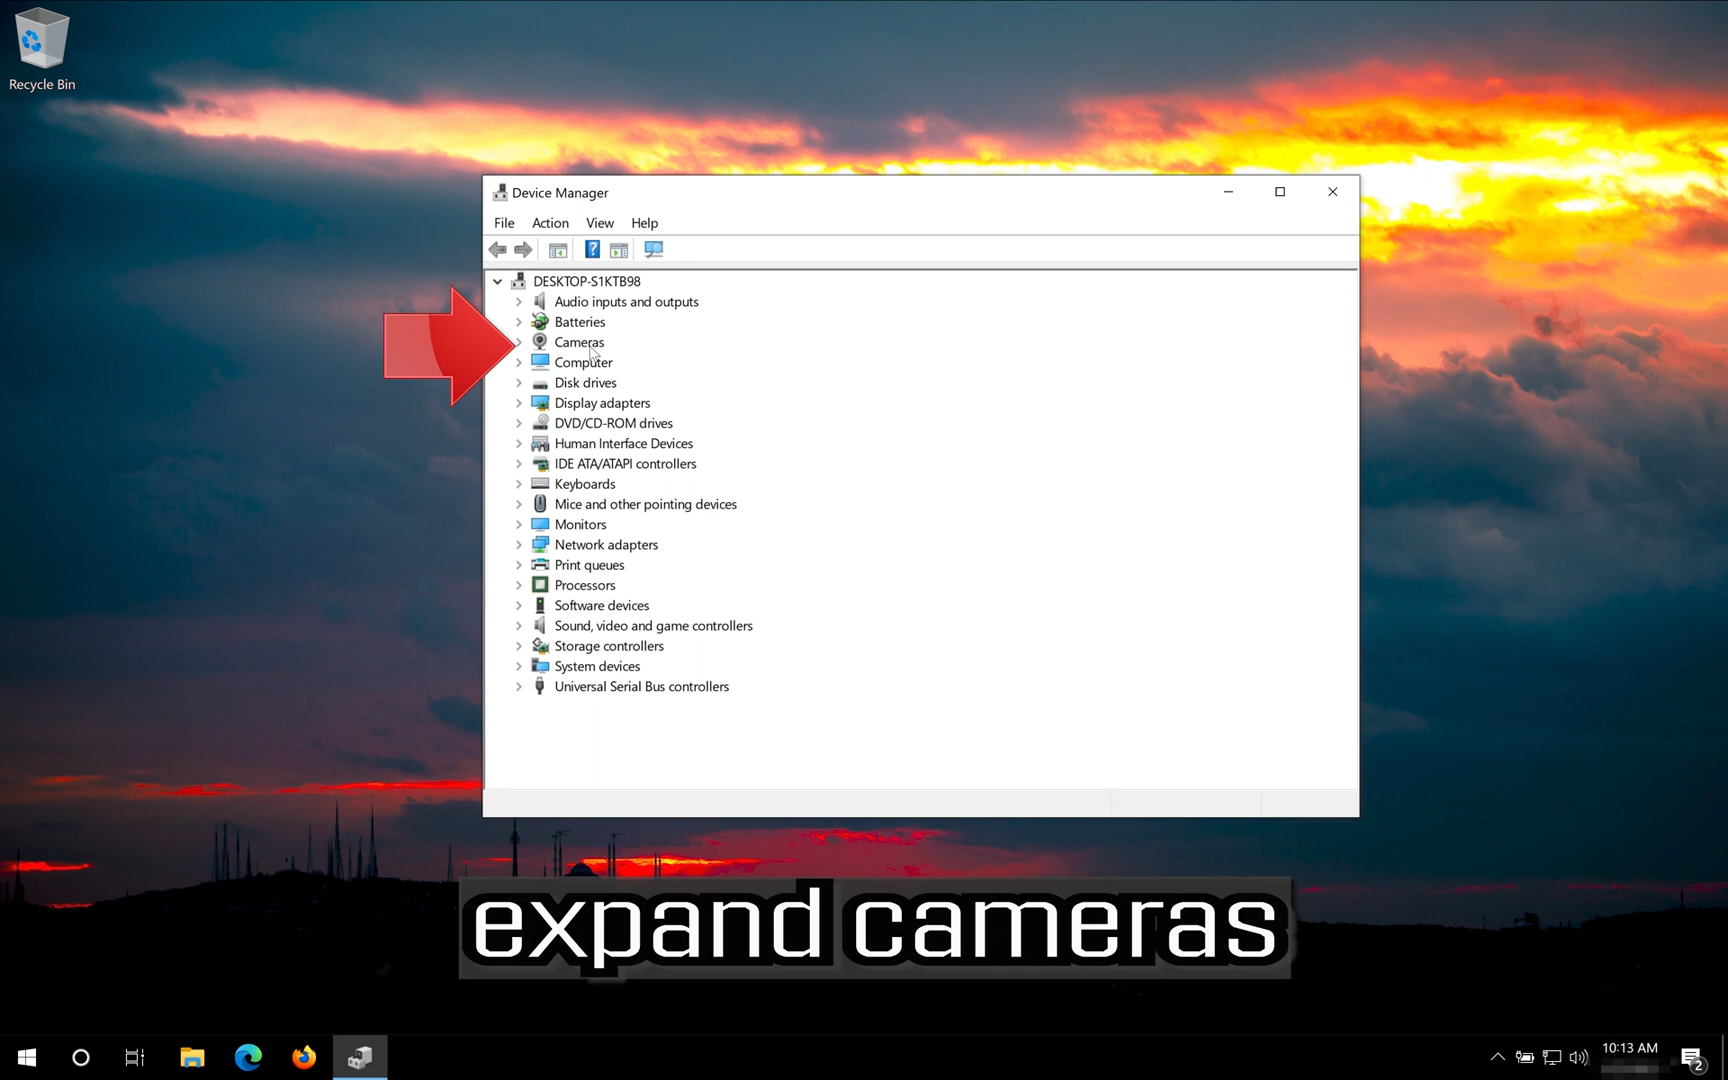 Recycle Bin
Device Manager
File Action View Help
DESKTOP-S1KTB98
Audio inputs and outputs
Batteries
Cameras
Computer
Disk drives
Display adapters
DVD/CD-ROM drives
Human Interface Devices
IDE ATA/ATAPI controllers
Keyboards
Mice and other pointing devices
Monitors
Network adapters
Print queues
Processors
Software devices
Sound, video and game controllers
Storage controllers
System devices
Universal Serial Bus controllers
expand cameras
10:13 AM
2